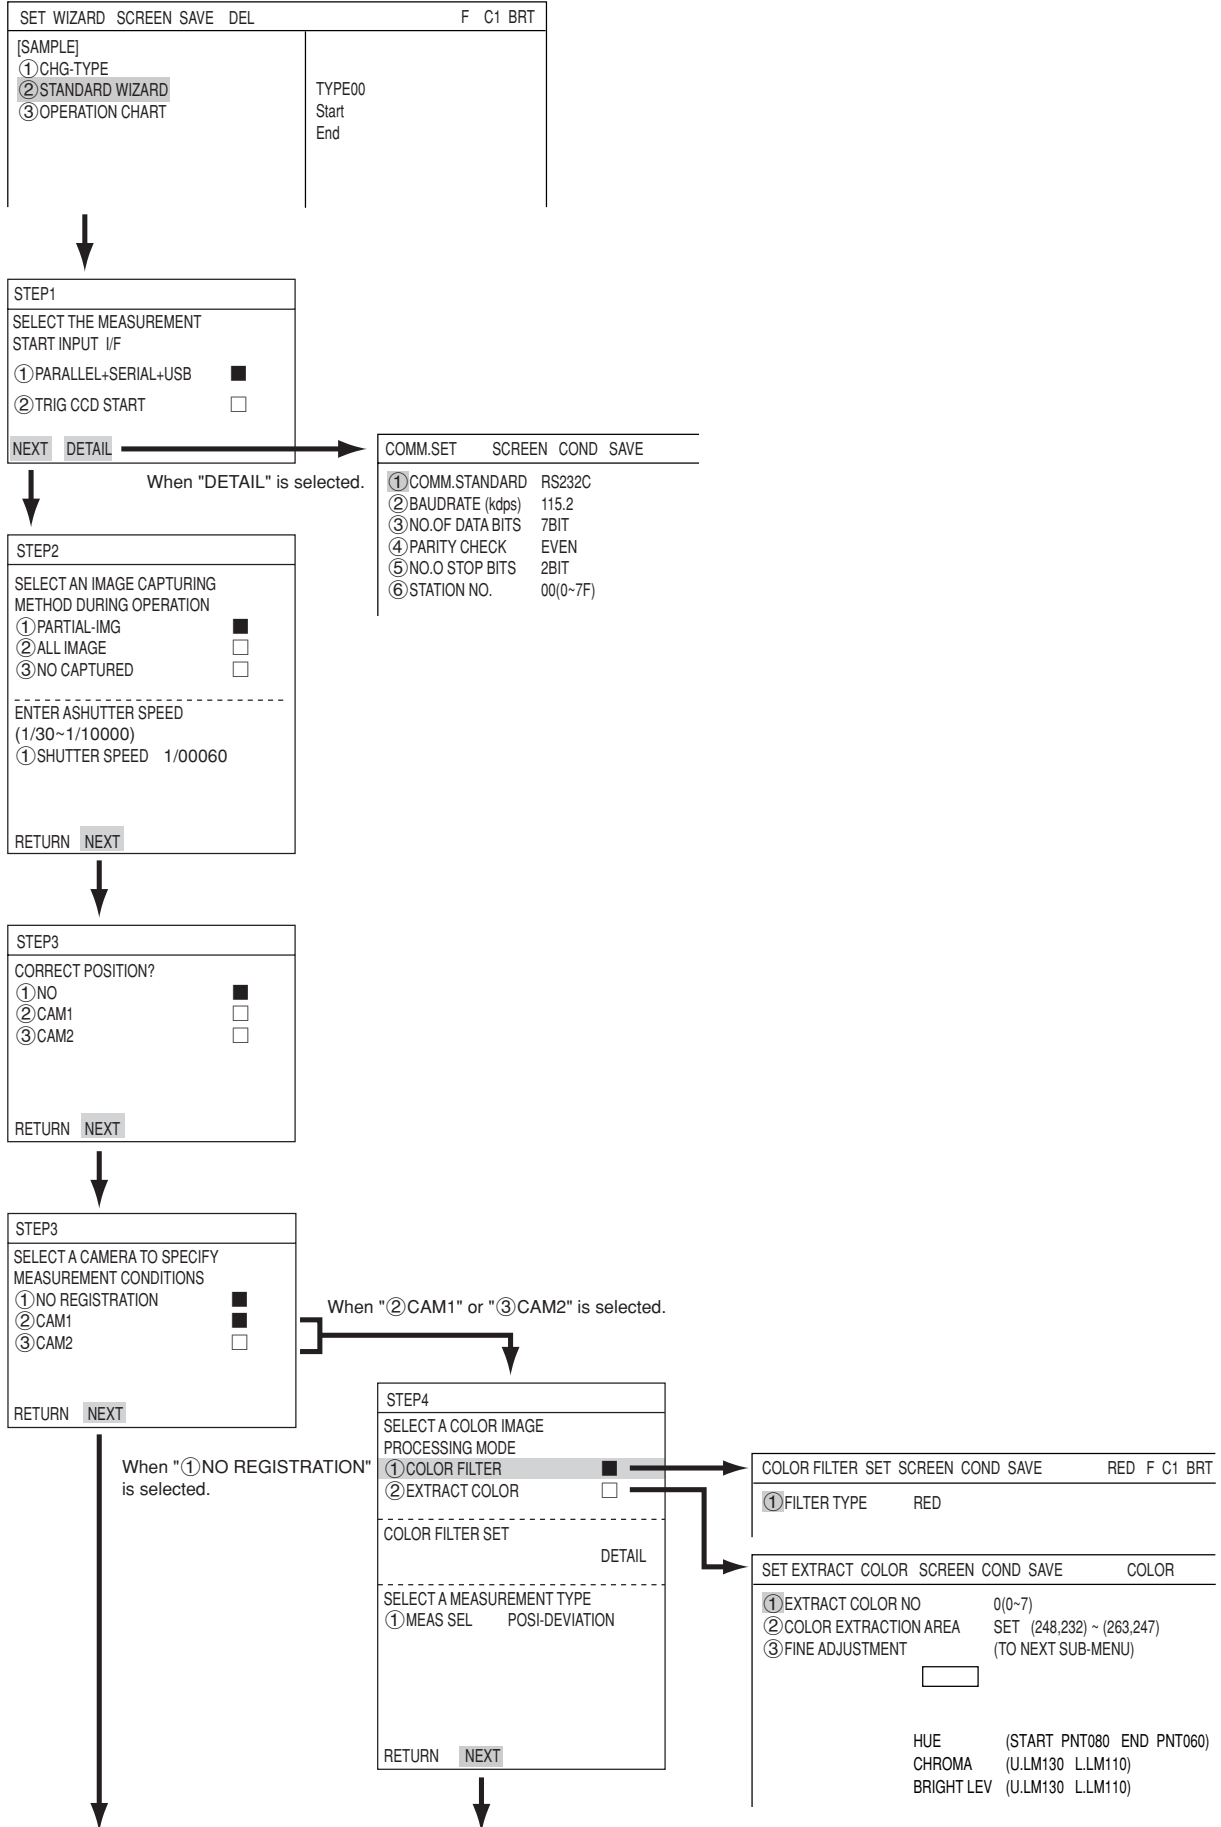 SET WIZARD SCREEN SAVE DEL F C1 BRT
[SAMPLE]
①CHG-TYPE
②STANDARD WIZARD TYPE00
③OPERATION CHART Start
End
STEP1
SELECT THE MEASUREMENT
START INPUT I/F
①PARALLEL+SERIAL+USB ■
②TRIG CCD START □
NEXT DETAIL
When "DETAIL" is selected.
COMM.SET SCREEN COND SAVE
①COMM.STANDARD RS232C
②BAUDRATE (kdps) 115.2
③NO.OF DATA BITS 7BIT
④PARITY CHECK EVEN
⑤NO.O STOP BITS 2BIT
⑥STATION NO. 00(0~7F)
STEP2
SELECT AN IMAGE CAPTURING
METHOD DURING OPERATION
①PARTIAL-IMG ■
②ALL IMAGE □
③NO CAPTURED □
ENTER ASHUTTER SPEED
(1/30~1/10000)
①SHUTTER SPEED 1/00060
RETURN NEXT
STEP3
CORRECT POSITION?
①NO ■
②CAM1 □
③CAM2 □
RETURN NEXT
STEP3
SELECT A CAMERA TO SPECIFY
MEASUREMENT CONDITIONS
①NO REGISTRATION ■
②CAM1 ■
③CAM2 □
RETURN NEXT
When "②CAM1" or "③CAM2" is selected.
When "①NO REGISTRATION"
is selected.
STEP4
SELECT A COLOR IMAGE
PROCESSING MODE
①COLOR FILTER ■
②EXTRACT COLOR □
COLOR FILTER SET
DETAIL
SELECT A MEASUREMENT TYPE
①MEAS SEL POSI-DEVIATION
RETURN NEXT
COLOR FILTER SET SCREEN COND SAVE RED F C1 BRT
①FILTER TYPE RED
SET EXTRACT COLOR SCREEN COND SAVE COLOR
①EXTRACT COLOR NO 0(0~7)
②COLOR EXTRACTION AREA SET (248,232) ~ (263,247)
③FINE ADJUSTMENT (TO NEXT SUB-MENU)
HUE (START PNT080 END PNT060)
CHROMA (U.LM130 L.LM110)
BRIGHT LEV (U.LM130 L.LM110)